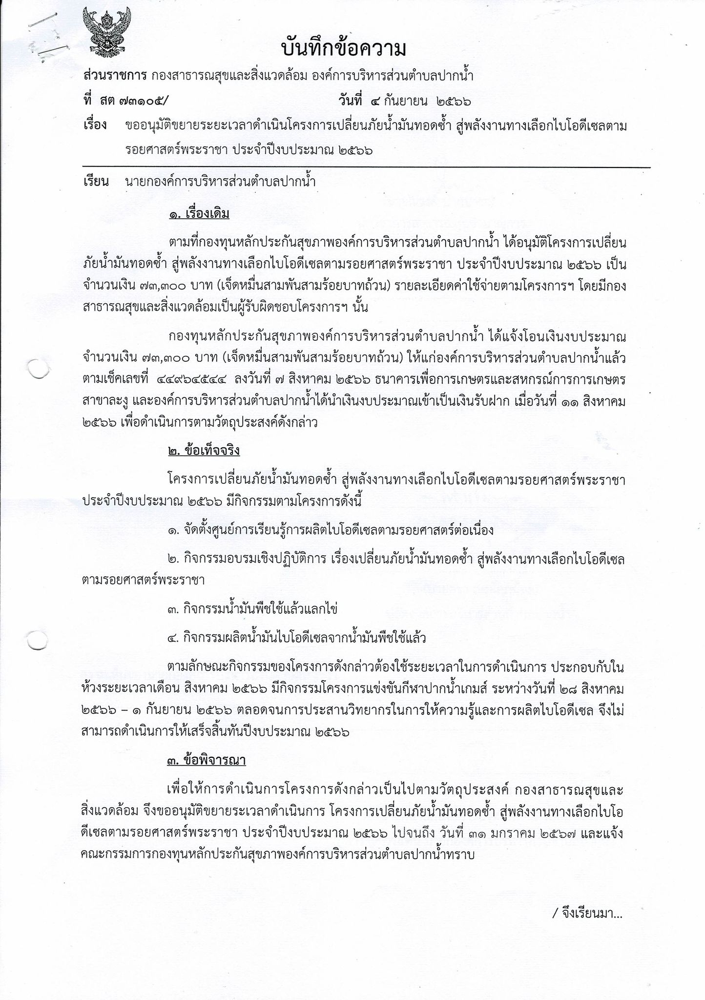 บันทึกข้อความ
ส่วนราชการ กองสาธารณสุขและสิ่งแวดล้อม องค์การบริหารส่วนตำบลปากน้ำ
ที่ สต ๗๓๑๐๕/ วันที่ ๔ กันยายน ๒๕๖๖
เรื่อง ขออนุมัติขยายระยะเวลาดำเนินโครงการเปลี่ยนภัยน้ำมันทอดซ้ำ สู่พลังงานทางเลือกไบโอดีเซลตาม
รอยศาสตร์พระราชา ประจำปีงบประมาณ ๒๕๖๖
เรียน นายกองค์การบริหารส่วนตำบลปากน้ำ
๑. เรื่องเดิม
ตามที่กองทุนหลักประกันสุขภาพองค์การบริหารส่วนตำบลปากน้ำ ได้อนุมัติโครงการเปลี่ยน
ภัยน้ำมันทอดซ้ำ สู่พลังงานทางเลือกไบโอดีเซลตามรอยศาสตร์พระราชา ประจำปีงบประมาณ ๒๕๖๖ เป็น
จำนวนเงิน ๗๓,๓๐๐ บาท (เจ็ดหมื่นสามพันสามร้อยบาทถ้วน) รายละเอียดค่าใช้จ่ายตามโครงการฯ โดยมีกอง
สาธารณสุขและสิ่งแวดล้อมเป็นผู้รับผิดชอบโครงการฯ นั้น
กองทุนหลักประกันสุขภาพองค์การบริหารส่วนตำบลปากน้ำ ได้แจ้งโอนเงินงบประมาณ
จำนวนเงิน ๗๓,๓๐๐ บาท (เจ็ดหมื่นสามพันสามร้อยบาทถ้วน) ให้แก่องค์การบริหารส่วนตำบลปากน้ำแล้ว
ตามเช็คเลขที่ ๔๔๙๖๔๕๔๔ ลงวันที่ ๗ สิงหาคม ๒๕๖๖ ธนาคารเพื่อการเกษตรและสหกรณ์การการเกษตร
สาขาละงู และองค์การบริหารส่วนตำบลปากน้ำได้นำเงินงบประมาณเข้าเป็นเงินรับฝาก เมื่อวันที่ ๑๑ สิงหาคม
๒๕๖๖ เพื่อดำเนินการตามวัตถุประสงค์ดังกล่าว
๒. ข้อเท็จจริง
โครงการเปลี่ยนภัยน้ำมันทอดซ้ำ สู่พลังงานทางเลือกไบโอดีเซลตามรอยศาสตร์พระราชา
ประจำปีงบประมาณ ๒๕๖๖ มีกิจกรรมตามโครงการดังนี้
๑. จัดตั้งศูนย์การเรียนรู้การผลิตไบโอดีเซลตามรอยศาสตร์ต่อเนื่อง
๒. กิจกรรมอบรมเชิงปฏิบัติการ เรื่องเปลี่ยนภัยน้ำมันทอดซ้ำ สู่พลังงานทางเลือกไบโอดีเซล
ตามรอยศาสตร์พระราชา
๓. กิจกรรมน้ำมันพืชใช้แล้วแลกไข่
๔. กิจกรรมผลิตน้ำมันไบโอดีเซลจากน้ำมันพืชใช้แล้ว
ตามลักษณะกิจกรรมของโครงการดังกล่าวต้องใช้ระยะเวลาในการดำเนินการ ประกอบกับใน
ห้วงระยะเวลาเดือน สิงหาคม ๒๕๖๖ มีกิจกรรมโครงการแข่งขันกีฬาปากน้ำเกมส์ ระหว่างวันที่ ๒๘ สิงหาคม
๒๕๖๖ – ๑ กันยายน ๒๕๖๖ ตลอดจนการประสานวิทยากรในการให้ความรู้และการผลิตไบโอดีเซล จึงไม่
สามารถดำเนินการให้เสร็จสิ้นทันปีงบประมาณ ๒๕๖๖
๓. ข้อพิจารณา
เพื่อให้การดำเนินการโครงการดังกล่าวเป็นไปตามวัตถุประสงค์ กองสาธารณสุขและ
สิ่งแวดล้อม จึงขออนุมัติขยายระเวลาดำเนินการ โครงการเปลี่ยนภัยน้ำมันทอดซ้ำ สู่พลังงานทางเลือกไบโอ
ดีเซลตามรอยศาสตร์พระราชา ประจำปีงบประมาณ ๒๕๖๖ ไปจนถึง วันที่ ๓๑ มกราคม ๒๕๖๗ และแจ้ง
คณะกรรมการกองทุนหลักประกันสุขภาพองค์การบริหารส่วนตำบลปากน้ำทราบ
/ จึงเรียนมา...